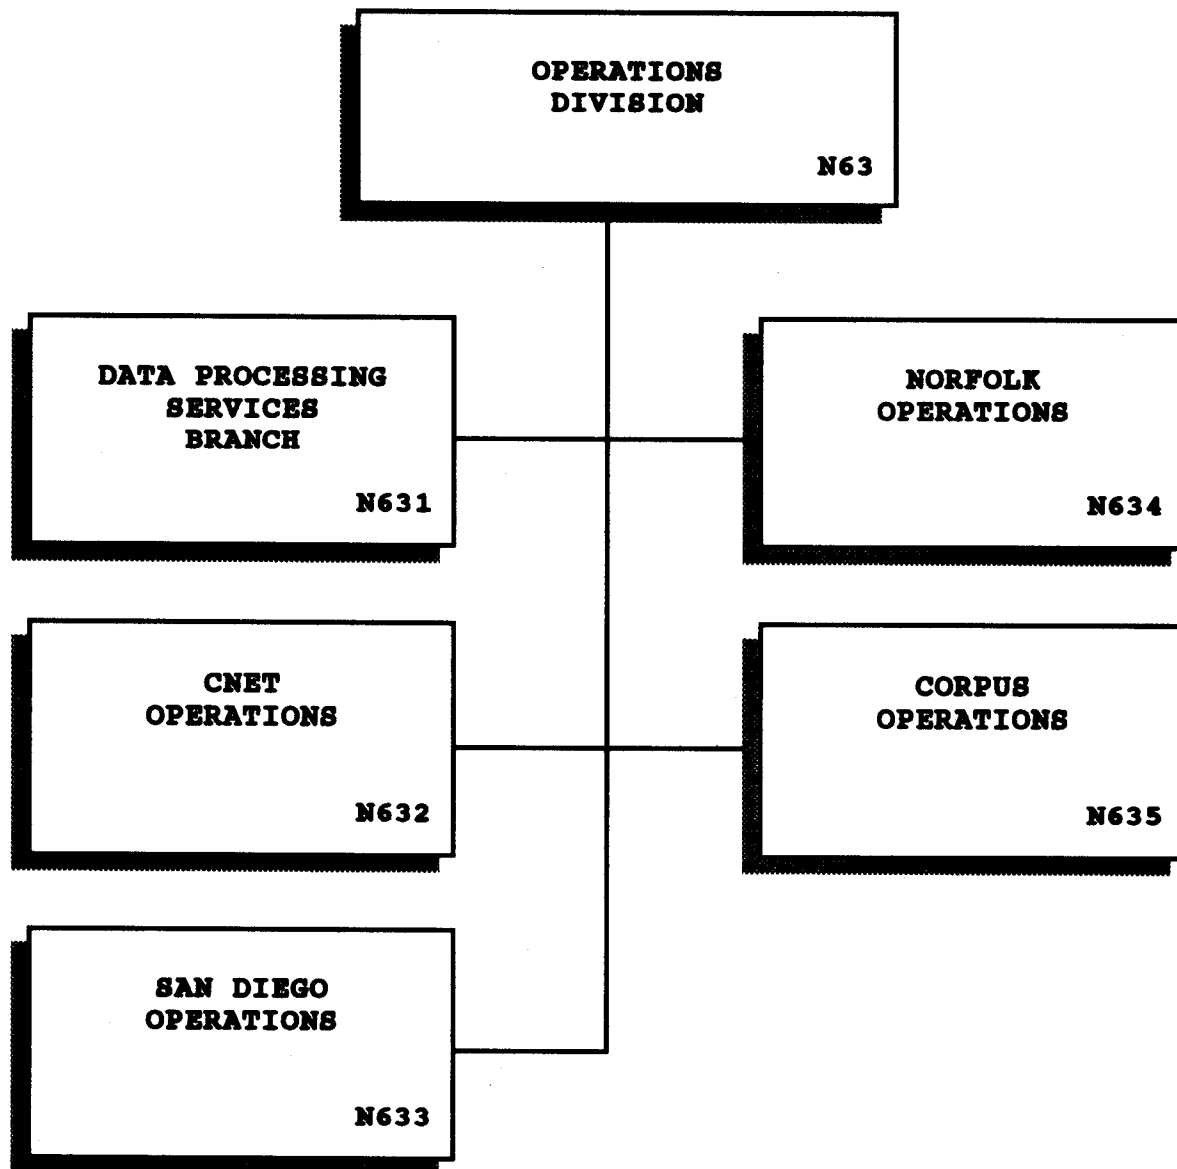 OPERATIONS
DIVISION
N63
DATA PROCESSING
SERVICES
BRANCH
N631
NORFOLK
OPERATIONS
N634
CNET
OPERATIONS
N632
CORPUS
OPERATIONS
N635
SAN DIEGO
OPERATIONS
N633